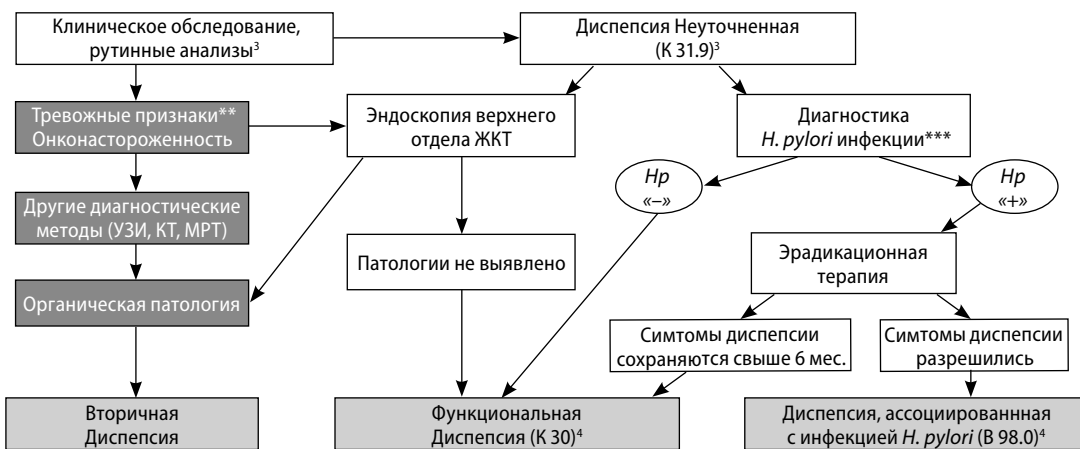 Клиническое обследование,
рутинные анализы³
Диспепсия Неуточненная
(К 31.9)³
Тревожные признаки**
Онконастороженность
Эндоскопия верхнего
отдела ЖКТ
Диагностика
H. pylori инфекции***
Hp
«–»
Hp
«+»
Другие диагностические
методы (УЗИ, КТ, МРТ)
Патологии не выявлено
Эрадикационная
терапия
Органическая патология
Симтомы диспепсии
сохраняются свыше 6 мес.
Симтомы диспепсии
разрешились
Вторичная
Диспепсия
Функциональная
Диспепсия (К 30)⁴
Диспепсия, ассоциированнная
с инфекцией H. pylori (В 98.0)⁴